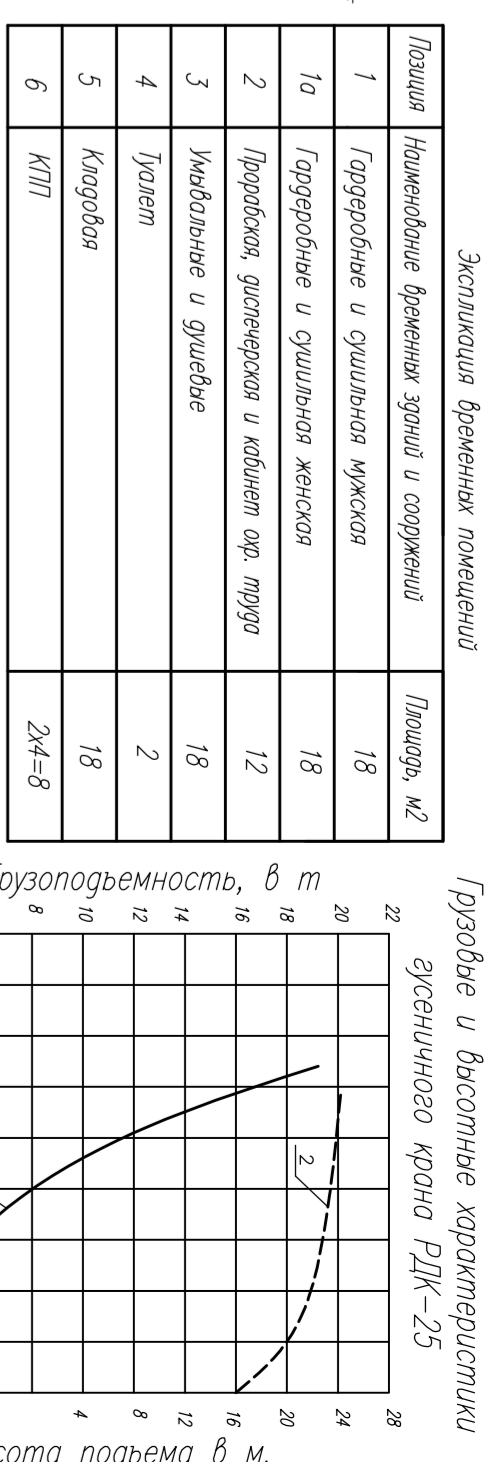 Экспликация временных помещений
Позиция Наименование временных зданий и сооружений Площадь, м2
1 Гардеробные и сушильная мужская 18
1а Гардеробные и сушильная женская 18
2 Прорабская, диспечерская и кабинет охр. труда 12
3 Умывальные и душевые 18
4 Туалет 2
5 Кладовая 18
6 КПП 2х4=8
Грузовые и высотные характеристики
гусеничного крана РДК-25
рузоподъемность, в т
22
20
18
16
14
12
10
8
2
28
24
20
16
12
8
4
сота подъема в м.